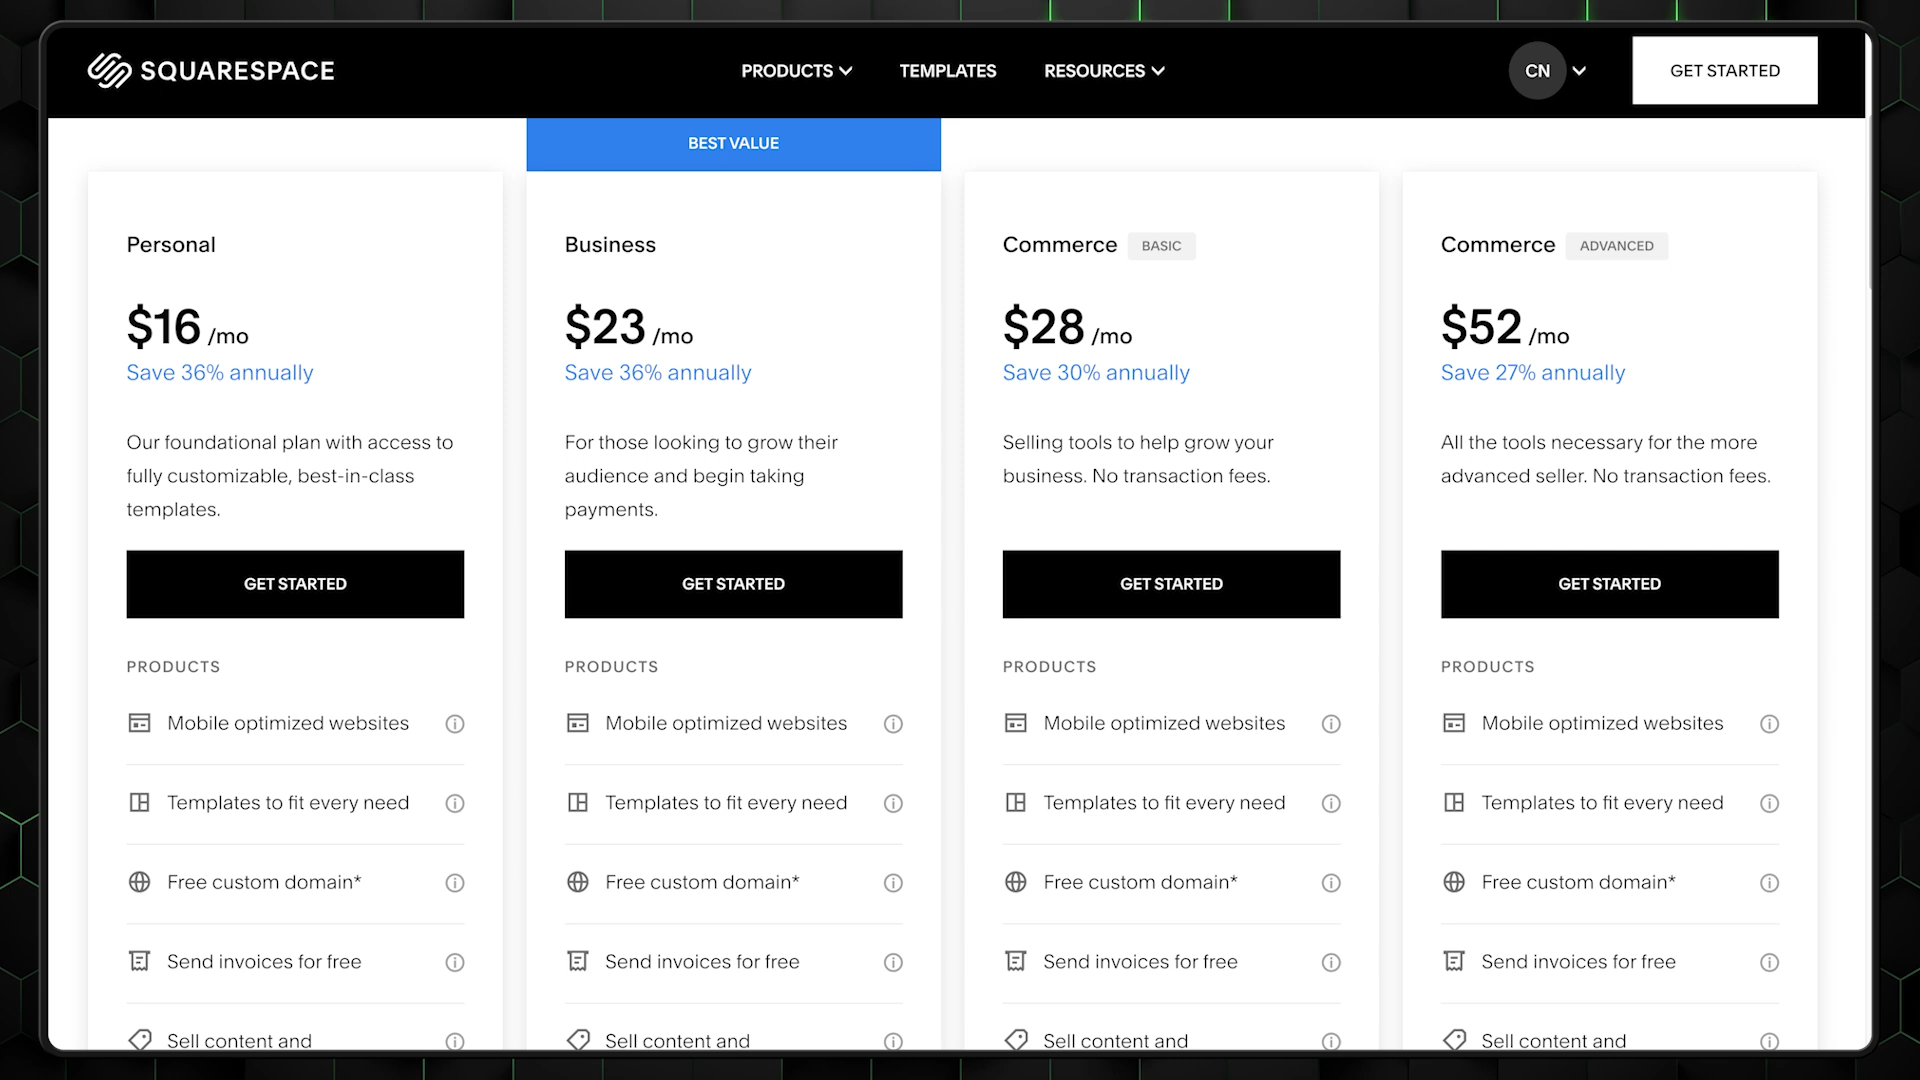 SQUARESPACE
PRODUCTS
TEMPLATES
RESOURCES
CN
GET STARTED
BEST VALUE
Personal
$16 /mo
Save 36% annually
Our foundational plan with access to
fully customizable, best-in-class
templates.
GET STARTED
PRODUCTS
Mobile optimized websites
Templates to fit every need
Free custom domain*
Send invoices for free
Sell content and
Business
$23 /mo
Save 36% annually
For those looking to grow their
audience and begin taking
payments.
GET STARTED
PRODUCTS
Mobile optimized websites
Templates to fit every need
Free custom domain*
Send invoices for free
Sell content and
Commerce BASIC
$28 /mo
Save 30% annually
Selling tools to help grow your
business. No transaction fees.
GET STARTED
PRODUCTS
Mobile optimized websites
Templates to fit every need
Free custom domain*
Send invoices for free
Sell content and
Commerce ADVANCED
$52 /mo
Save 27% annually
All the tools necessary for the more
advanced seller. No transaction fees.
GET STARTED
PRODUCTS
Mobile optimized websites
Templates to fit every need
Free custom domain*
Send invoices for free
Sell content and